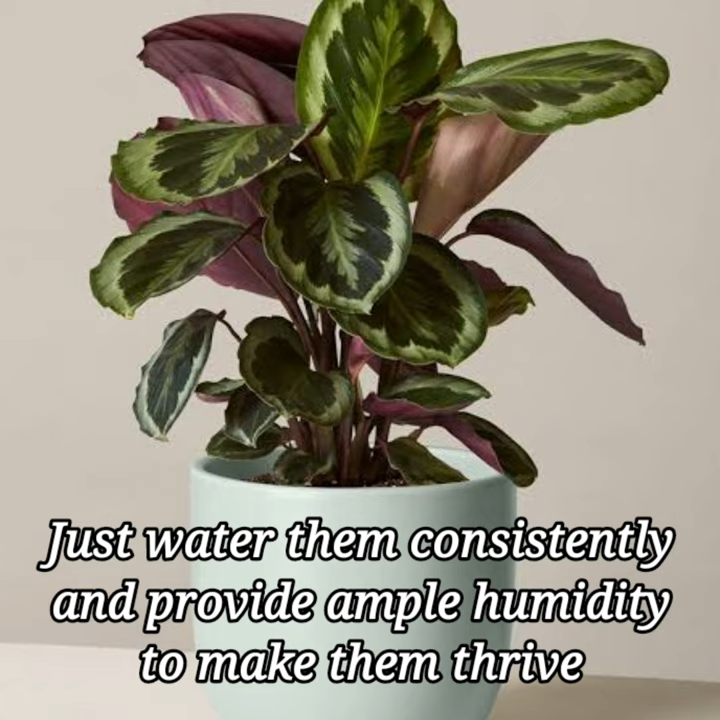 Just water them consistently
and provide ample humidity
to make them thrive